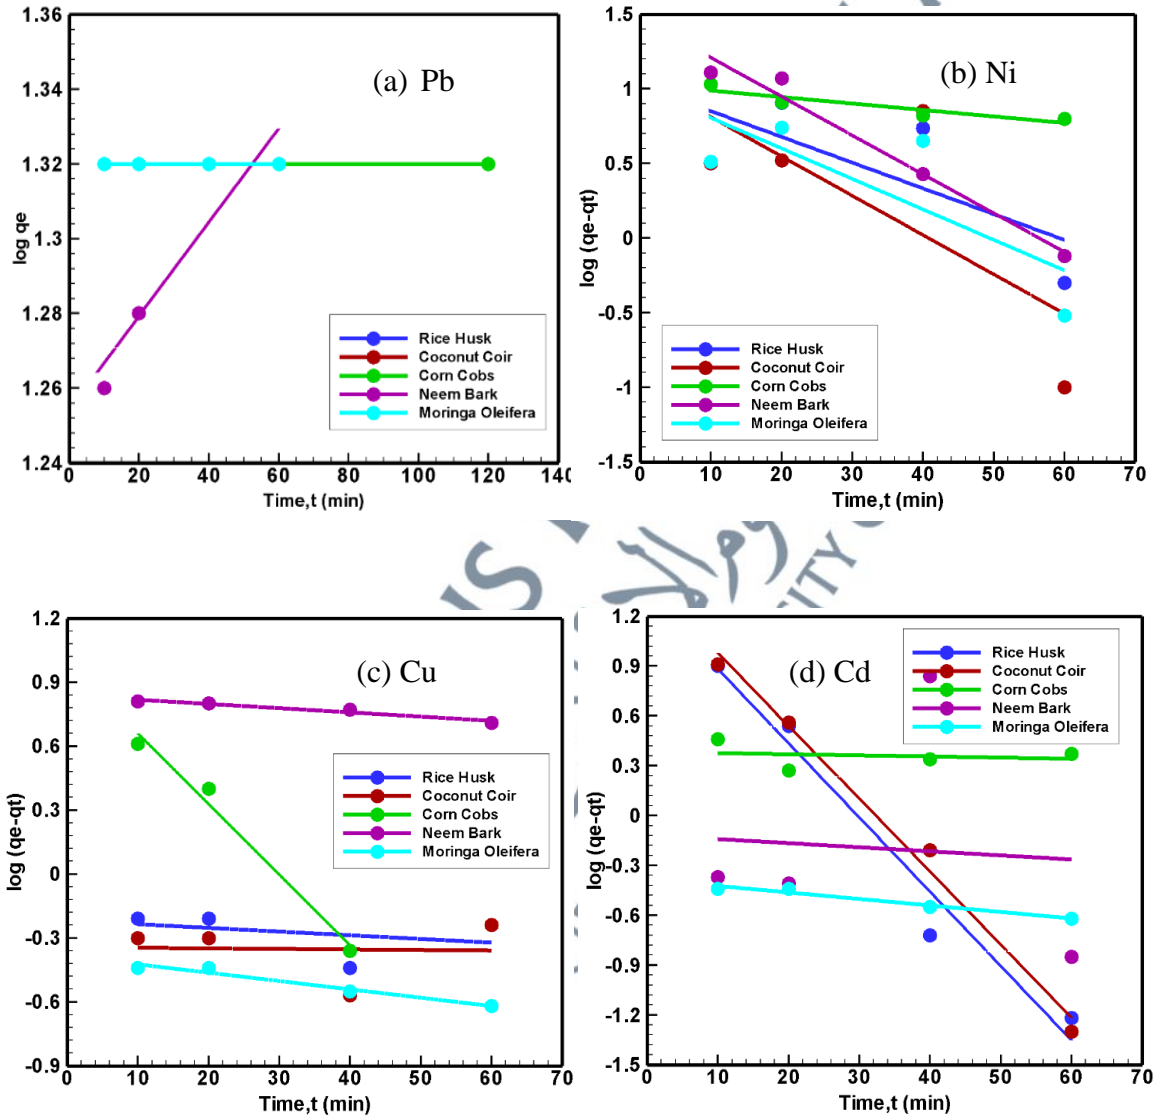 1.36
1.34
1.32
1.3
1.28
1.26
1.24
log qe
(a) Pb
Rice Husk
Coconut Coir
Corn Cobs
Neem Bark
Moringa Oleifera
0 20 40 60 80 100 120 140
Time,t (min)
1.5
1
0.5
0
-0.5
-1
-1.5
log (qe-qt)
(b) Ni
Rice Husk
Coconut Coir
Corn Cobs
Neem Bark
Moringa Oleifera
0 10 20 30 40 50 60 70
Time,t (min)
1.2
0.9
0.6
0.3
0
-0.3
-0.6
-0.9
log (qe-qt)
(c) Cu
Rice Husk
Coconut Coir
Corn Cobs
Neem Bark
Moringa Oleifera
0 10 20 30 40 50 60 70
Time,t (min)
1.2
0.9
0.6
0.3
0
-0.3
-0.6
-0.9
-1.2
-1.5
log (qe-qt)
(d) Cd
Rice Husk
Coconut Coir
Corn Cobs
Neem Bark
Moringa Oleifera
0 10 20 30 40 50 60 70
Time,t (min)